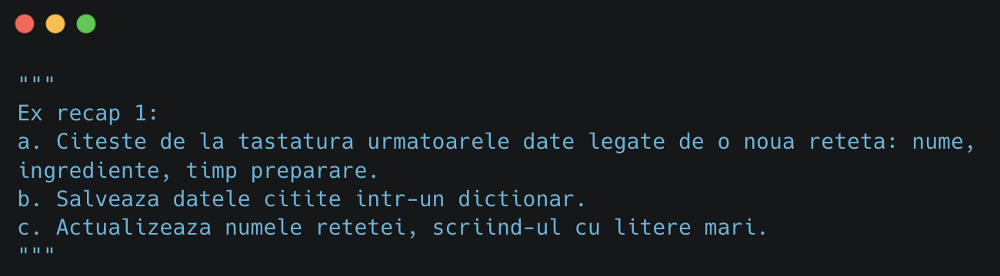 """
Ex recap 1:
a. Citeste de la tastatura urmatoarele date legate de o noua reteta: nume,
ingrediente, timp preparare.
b. Salveaza datele citite intr-un dictionar.
c. Actualizeaza numele retetei, scriind-ul cu litere mari.
"""